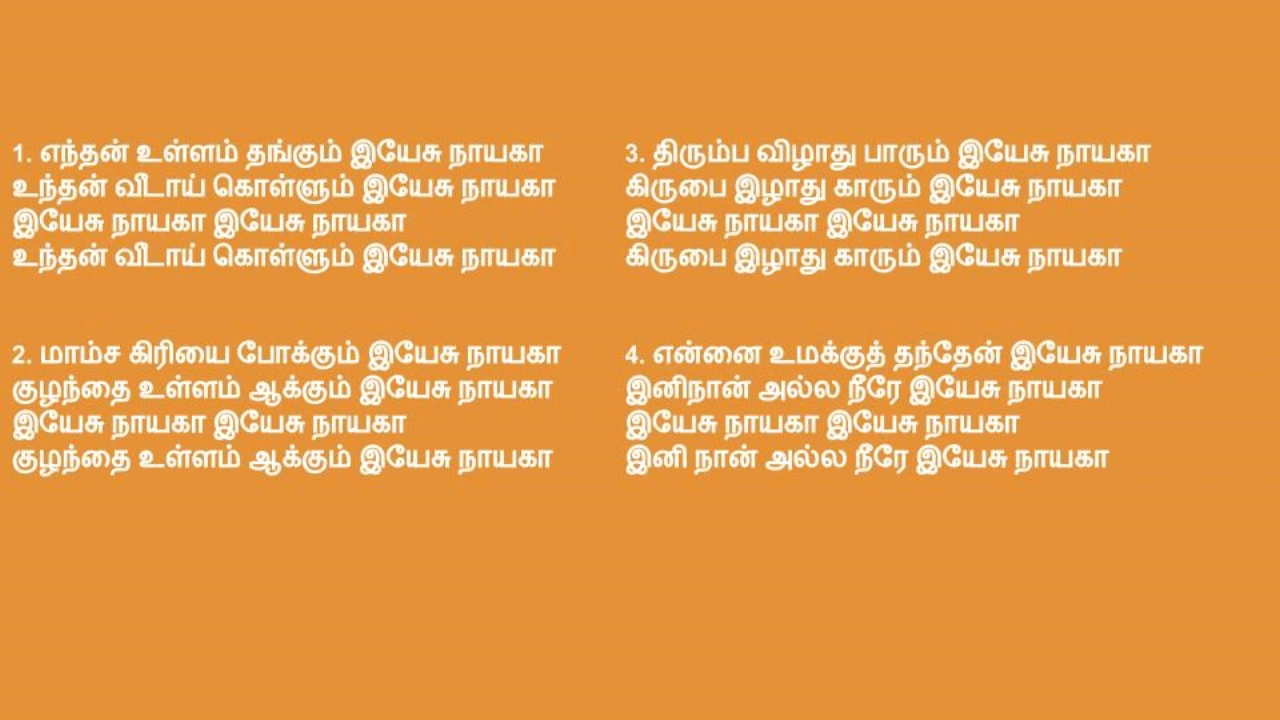 1. எந்தன் உள்ளம் தங்கும் இயேசு நாயகா
உந்தன் வீடாய் கொள்ளும் இயேசு நாயகா
இயேசு நாயகா இயேசு நாயகா
உந்தன் வீடாய் கொள்ளும் இயேசு நாயகா
2. மாம்ச கிரியை போக்கும் இயேசு நாயகா
குழந்தை உள்ளம் ஆக்கும் இயேசு நாயகா
இயேசு நாயகா இயேசு நாயகா
குழந்தை உள்ளம் ஆக்கும் இயேசு நாயகா
3. திரும்ப விழாது பாரும் இயேசு நாயகா
கிருபை இழாது காரும் இயேசு நாயகா
இயேசு நாயகா இயேசு நாயகா
கிருபை இழாது காரும் இயேசு நாயகா
4. என்னை உமக்குத் தந்தேன் இயேசு நாயகா
இனிநான் அல்ல நீரே இயேசு நாயகா
இயேசு நாயகா இயேசு நாயகா
இனி நான் அல்ல நீரே இயேசு நாயகா